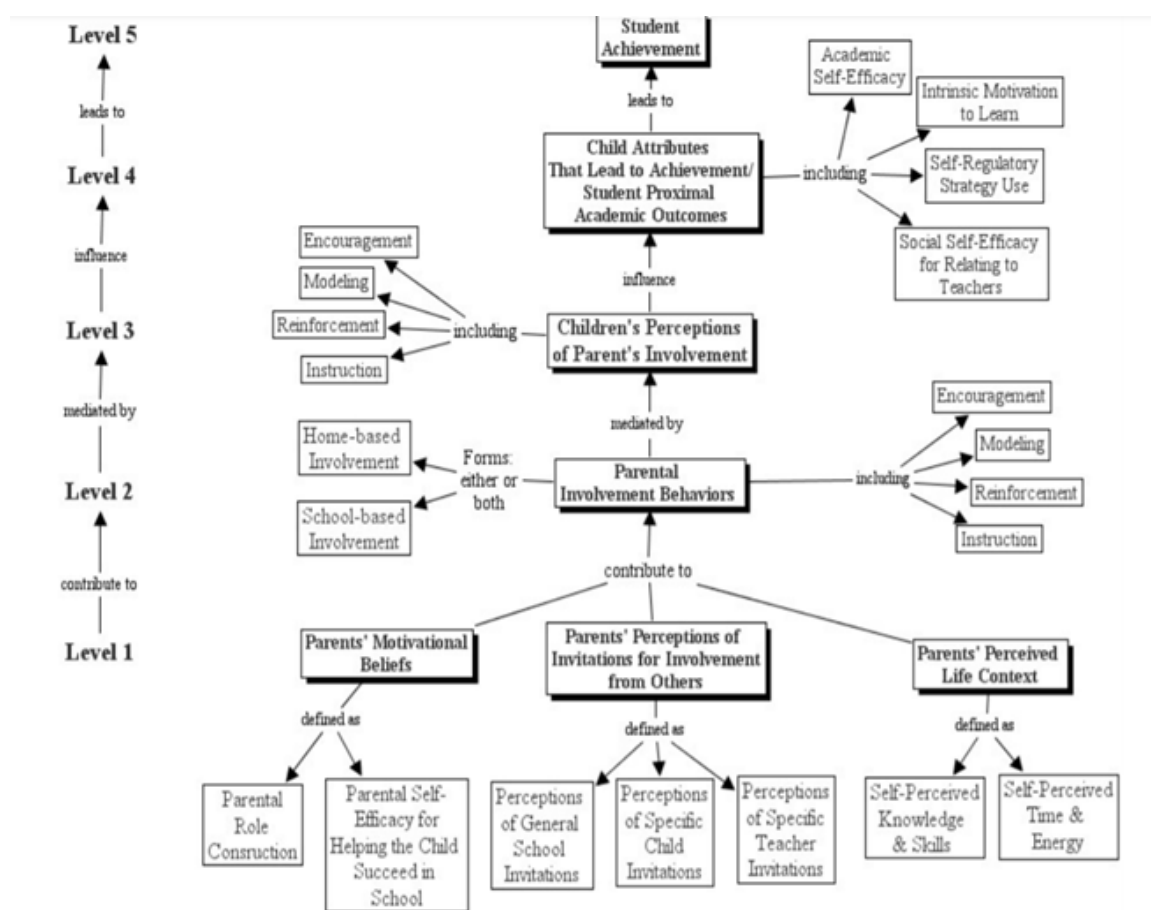 Level 5
leads to
Level 4
influence
Level 3
mediated by
Level 2
contribute to
Level 1
Student
Achievement
leads to
Child Attributes
That Lead to Achievement/
Student Proximal
Academic Outcomes
including
Academic
Self-Efficacy
Intrinsic Motivation
to Learn
Self-Regulatory
Strategy Use
Social Self-Efficacy
for Relating to
Teachers
influence
Children's Perceptions
of Parent's Involvement
including
Encouragement
Modeling
Reinforcement
Instruction
mediated by
Parental
Involvement Behaviors
Forms:
either or
both
Home-based
Involvement
School-based
Involvement
including
Encouragement
Modeling
Reinforcement
Instruction
contribute to
Parents' Motivational
Beliefs
defined as
Parental
Role
Consruction
Parental Self-
Efficacy for
Helping the Child
Succeed in
School
Parents' Perceptions of
Invitations for Involvement
from Others
defined as
Perceptions
of General
School
Invitations
Perceptions
of Specific
Child
Invitations
Perceptions
of Specific
Teacher
Invitations
Parents' Perceived
Life Context
defined as
Self-Perceived
Knowledge
& Skills
Self-Perceived
Time &
Energy